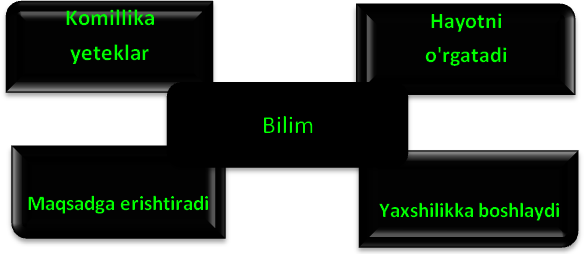 Komillika
yeteklar
Hayotni
o'rgatadi
Bilim
Maqsadga erishtiradi
Yaxshilikka boshlaydi